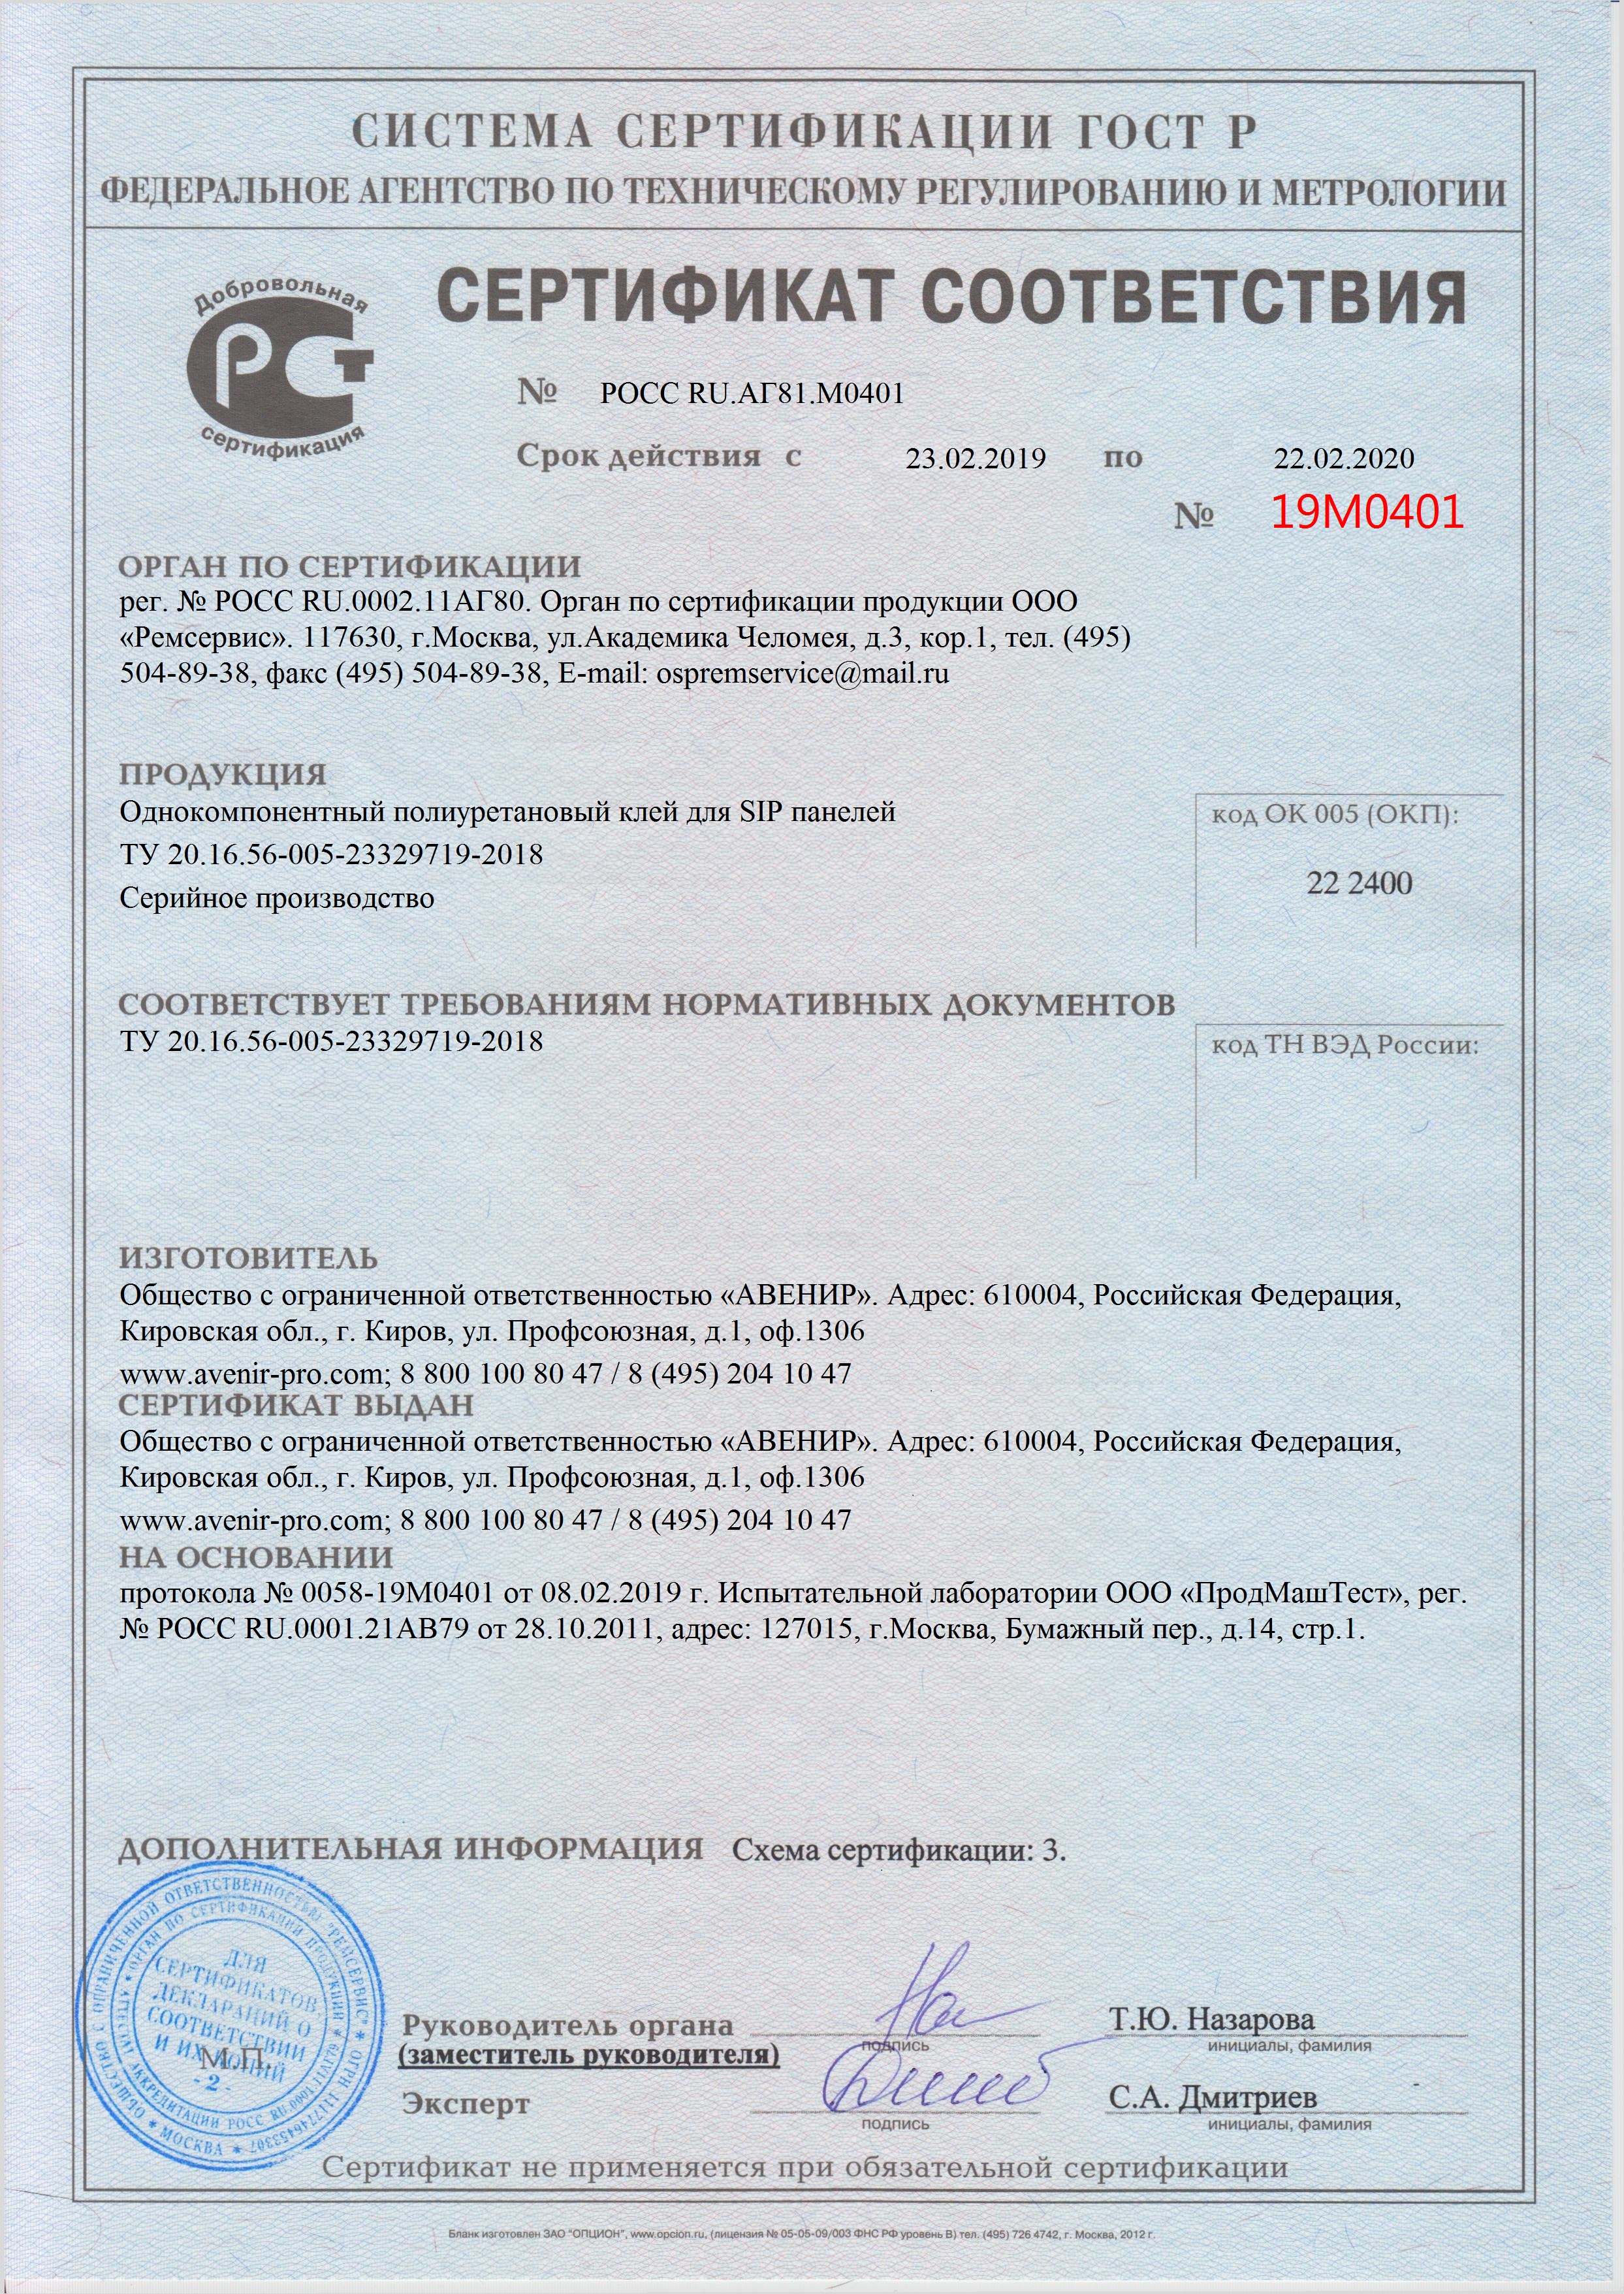 СИСТЕМА СЕРТИФИКАЦИИ ГОСТ Р
ФЕДЕРАЛЬНОЕ АГЕНТСТВО ПО ТЕХНИЧЕСКОМУ РЕГУЛИРОВАНИЮ И МЕТРОЛОГИИ
Добровольная
РСТ
сертификация
СЕРТИФИКАТ СООТВЕТСТВИЯ
№ РОСС RU.АГ81.М0401
Срок действия с 23.02.2019 по 22.02.2020
№ 19М0401
ОРГАН ПО СЕРТИФИКАЦИИ
рег. № РОСС RU.0002.11АГ80. Орган по сертификации продукции ООО
«Ремсервис». 117630, г.Москва, ул.Академика Челомея, д.3, кор.1, тел. (495)
504-89-38, факс (495) 504-89-38, E-mail: ospremservice@mail.ru
ПРОДУКЦИЯ
Однокомпонентный полиуретановый клей для SIP панелей
ТУ 20.16.56-005-23329719-2018
Серийное производство
код ОК 005 (ОКП):
22 2400
СООТВЕТСТВУЕТ ТРЕБОВАНИЯМ НОРМАТИВНЫХ ДОКУМЕНТОВ
ТУ 20.16.56-005-23329719-2018
код ТН ВЭД России:
ИЗГОТОВИТЕЛЬ
Общество с ограниченной ответственностью «АВЕНИР». Адрес: 610004, Российская Федерация,
Кировская обл., г. Киров, ул. Профсоюзная, д.1, оф.1306
www.avenir-pro.com; 8 800 100 80 47 / 8 (495) 204 10 47
СЕРТИФИКАТ ВЫДАН
Общество с ограниченной ответственностью «АВЕНИР». Адрес: 610004, Российская Федерация,
Кировская обл., г. Киров, ул. Профсоюзная, д.1, оф.1306
www.avenir-pro.com; 8 800 100 80 47 / 8 (495) 204 10 47
НА ОСНОВАНИИ
протокола № 0058-19М0401 от 08.02.2019 г. Испытательной лаборатории ООО «ПродМашТест», рег.
№ РОСС RU.0001.21АВ79 от 28.10.2011, адрес: 127015, г.Москва, Бумажный пер., д.14, стр.1.
ДОПОЛНИТЕЛЬНАЯ ИНФОРМАЦИЯ Схема сертификации: 3.
ОБЩЕСТВО С ОГРАНИЧЕННОЙ ОТВЕТСТВЕННОСТЬЮ "РЕМСЕРВИС"
МОСКВА
ОРГАН ПО СЕРТИФИКАЦИИ ПРОДУКЦИИ
ДЛЯ
СЕРТИФИКАТОВ,
ДЕКЛАРАЦИЙ О
СООТВЕТСТВИИ
И ИХ КОПИЙ
- 2 -
М.П.
Руководитель органа
(заместитель руководителя)
подпись
Т.Ю. Назарова
инициалы, фамилия
Эксперт
подпись
С.А. Дмитриев
инициалы, фамилия
Сертификат не применяется при обязательной сертификации
Бланк изготовлен ЗАО "ОПЦИОН", www.opcion.ru, (лицензия № 05-05-09/003 ФНС РФ уровень В) тел. (495) 726 4742, г. Москва, 2012 г.